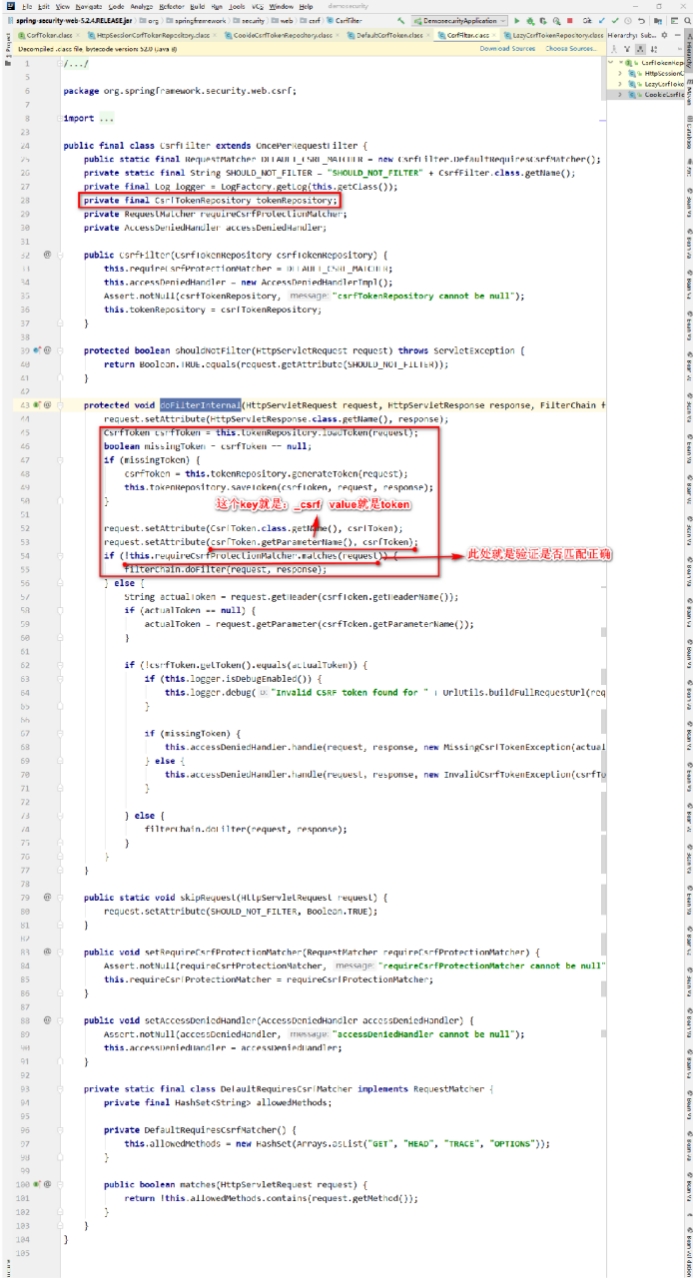 File Edit View Navigate Code Analyze Refactor Build Run Tools VCS Window Help demosecurity
spring-security-web-5.2.4.RELEASE.jar org springframework security web csrf CsrfFilter DemosecurityApplication Git:
CsrfToken.class HttpSessionCsrfTokenRepository.class CookieCsrfTokenRepository.class DefaultCsrfToken.class CsrfFilter.class LazyCsrfTokenRepository.class Hierarchy: Sub...
Decompiled .class file, bytecode version: 52.0 (Java 8) Download Sources Choose Sources...
1 /.../
5
6 package org.springframework.security.web.csrf;
7
8 import ...
23
24 public final class CsrfFilter extends OncePerRequestFilter {
25 public static final RequestMatcher DEFAULT_CSRF_MATCHER = new CsrfFilter.DefaultRequiresCsrfMatcher();
26 private static final String SHOULD_NOT_FILTER = "SHOULD_NOT_FILTER" + CsrfFilter.class.getName();
27 private final Log logger = LogFactory.getLog(this.getClass());
28 private final CsrfTokenRepository tokenRepository;
29 private RequestMatcher requireCsrfProtectionMatcher;
30 private AccessDeniedHandler accessDeniedHandler;
31
32 @ public CsrfFilter(CsrfTokenRepository csrfTokenRepository) {
33 this.requireCsrfProtectionMatcher = DEFAULT_CSRF_MATCHER;
34 this.accessDeniedHandler = new AccessDeniedHandlerImpl();
35 Assert.notNull(csrfTokenRepository, message: "csrfTokenRepository cannot be null");
36 this.tokenRepository = csrfTokenRepository;
37 }
38
39 @ protected boolean shouldNotFilter(HttpServletRequest request) throws ServletException {
40 return Boolean.TRUE.equals(request.getAttribute(SHOULD_NOT_FILTER));
41 }
42
43 @ protected void doFilterInternal(HttpServletRequest request, HttpServletResponse response, FilterChain f
44 request.setAttribute(HttpServletResponse.class.getName(), response);
45 CsrfToken csrfToken = this.tokenRepository.loadToken(request);
46 boolean missingToken = csrfToken == null;
47 if (missingToken) {
48 csrfToken = this.tokenRepository.generateToken(request);
49 this.tokenRepository.saveToken(csrfToken, request, response);
50 }
这个key就是：_csrf value就是token
51
52 request.setAttribute(CsrfToken.class.getName(), csrfToken);
53 request.setAttribute(csrfToken.getParameterName(), csrfToken);
54 if (!this.requireCsrfProtectionMatcher.matches(request)) { 此处就是验证是否匹配正确
55 filterChain.doFilter(request, response);
56 } else {
57 String actualToken = request.getHeader(csrfToken.getHeaderName());
58 if (actualToken == null) {
59 actualToken = request.getParameter(csrfToken.getParameterName());
60 }
61
62 if (!csrfToken.getToken().equals(actualToken)) {
63 if (this.logger.isDebugEnabled()) {
64 this.logger.debug( o: "Invalid CSRF token found for " + UrlUtils.buildFullRequestUrl(req
65 }
66
67 if (missingToken) {
68 this.accessDeniedHandler.handle(request, response, new MissingCsrfTokenException(actual
69 } else {
70 this.accessDeniedHandler.handle(request, response, new InvalidCsrfTokenException(csrfTo
71 }
72
73 } else {
74 filterChain.doFilter(request, response);
75 }
76 }
77 }
78
79 @ public static void skipRequest(HttpServletRequest request) {
80 request.setAttribute(SHOULD_NOT_FILTER, Boolean.TRUE);
81 }
82
83 @ public void setRequireCsrfProtectionMatcher(RequestMatcher requireCsrfProtectionMatcher) {
84 Assert.notNull(requireCsrfProtectionMatcher, message: "requireCsrfProtectionMatcher cannot be null"
85 this.requireCsrfProtectionMatcher = requireCsrfProtectionMatcher;
86 }
87
88 @ public void setAccessDeniedHandler(AccessDeniedHandler accessDeniedHandler) {
89 Assert.notNull(accessDeniedHandler, message: "accessDeniedHandler cannot be null");
90 this.accessDeniedHandler = accessDeniedHandler;
91 }
92
93 private static final class DefaultRequiresCsrfMatcher implements RequestMatcher {
94 private final HashSet<String> allowedMethods;
95
96 private DefaultRequiresCsrfMatcher() {
97 this.allowedMethods = new HashSet(Arrays.asList("GET", "HEAD", "TRACE", "OPTIONS"));
98 }
99
100 @ public boolean matches(HttpServletRequest request) {
101 return !this.allowedMethods.contains(request.getMethod());
102 }
103 }
104 }
105
CsrfTokenRep
HttpSessionC
LazyCsrfToke
CookieCsrfTo
Hierarchy
Maven
Database